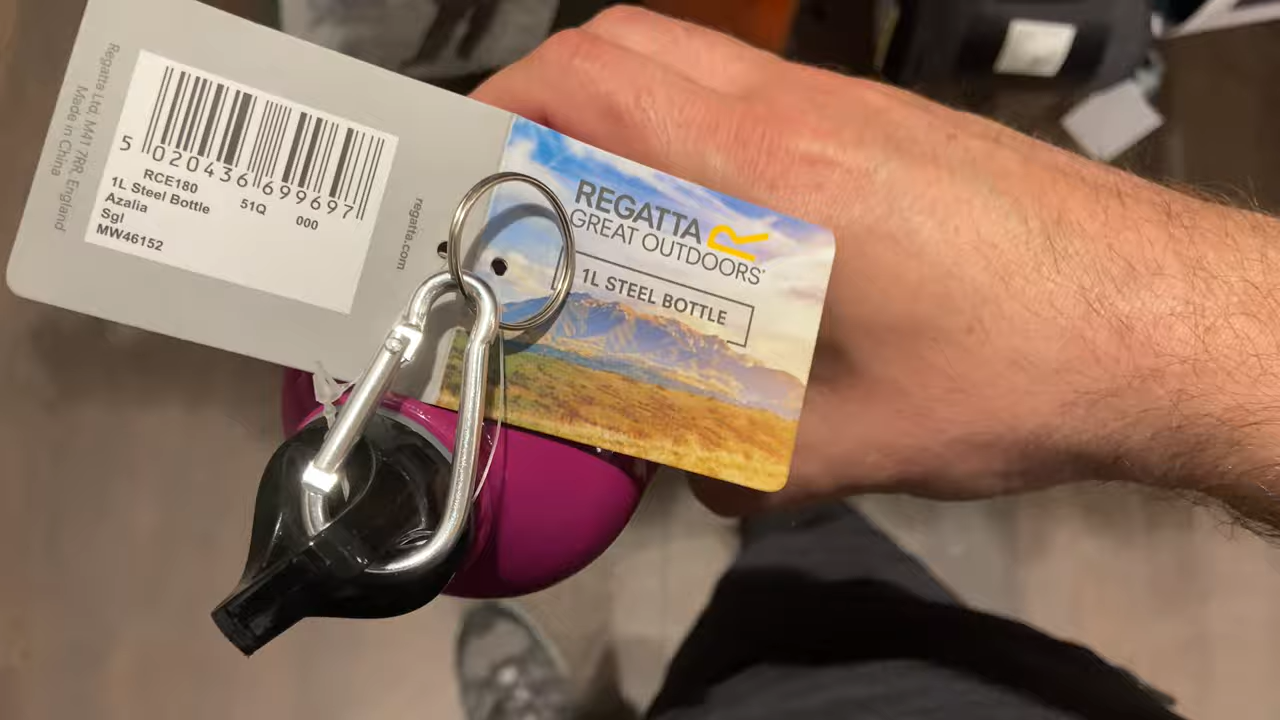 Regatta Ltd, M41 7RR, England
Made in China
5 020436 699697
RCE180
1L Steel Bottle 51Q 000
Azalia
Sgl
MW46152
regatta.com
REGATTA
GREAT OUTDOORS®
1L STEEL BOTTLE